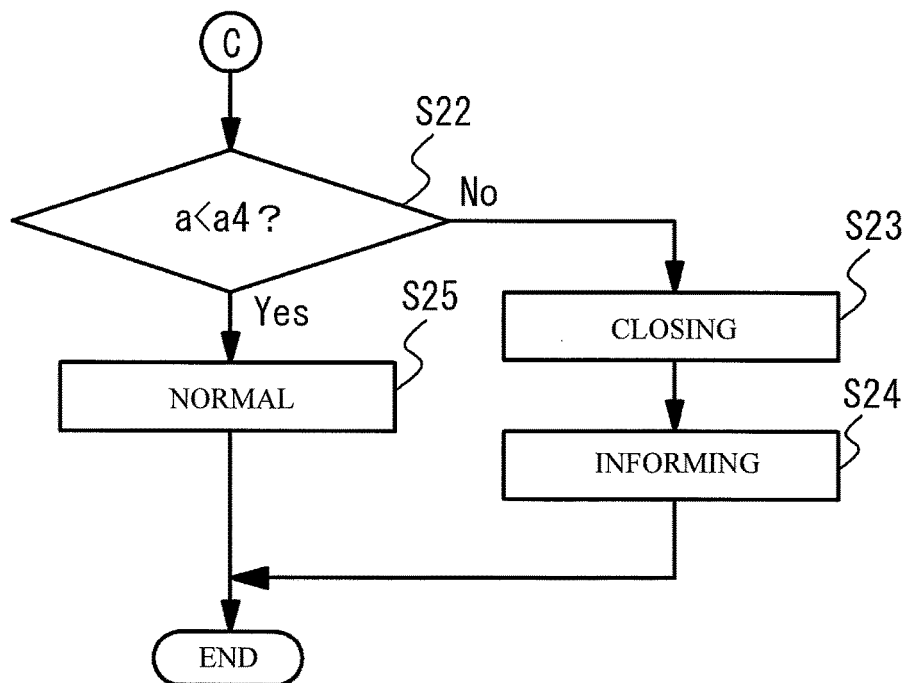 C
S22
a<a4?
No
S23
Yes
S25
CLOSING
NORMAL
S24
INFORMING
END